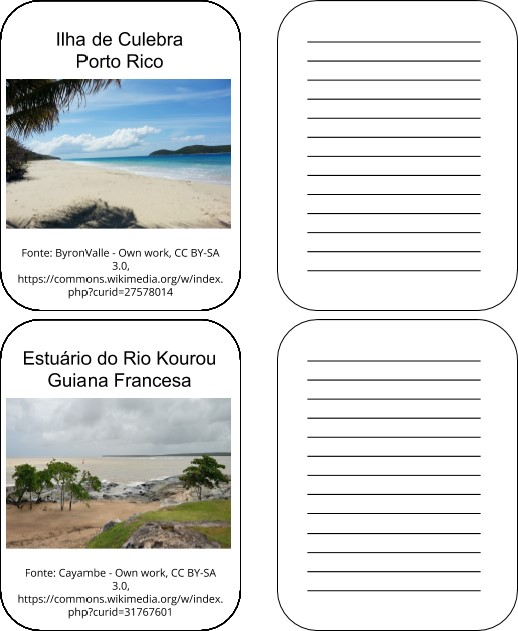 Ilha de Culebra
Porto Rico
Fonte: ByronValle - Own work, CC BY-SA
3.0,
https://commons.wikimedia.org/w/index.
php?curid=27578014
Estuário do Rio Kourou
Guiana Francesa
Fonte: Cayambe - Own work, CC BY-SA
3.0,
https://commons.wikimedia.org/w/index.
php?curid=31767601